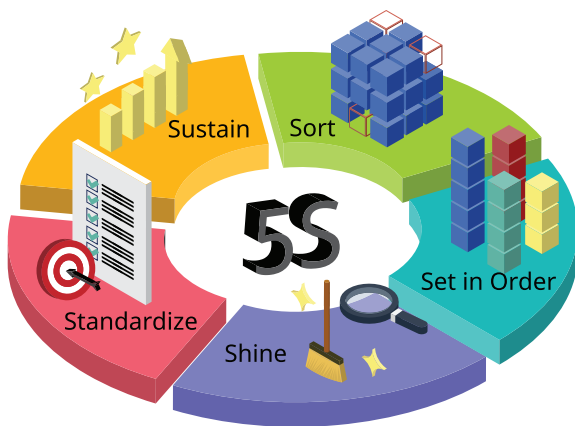 Sustain
Sort
5S
Set in Order
Standardize
Shine